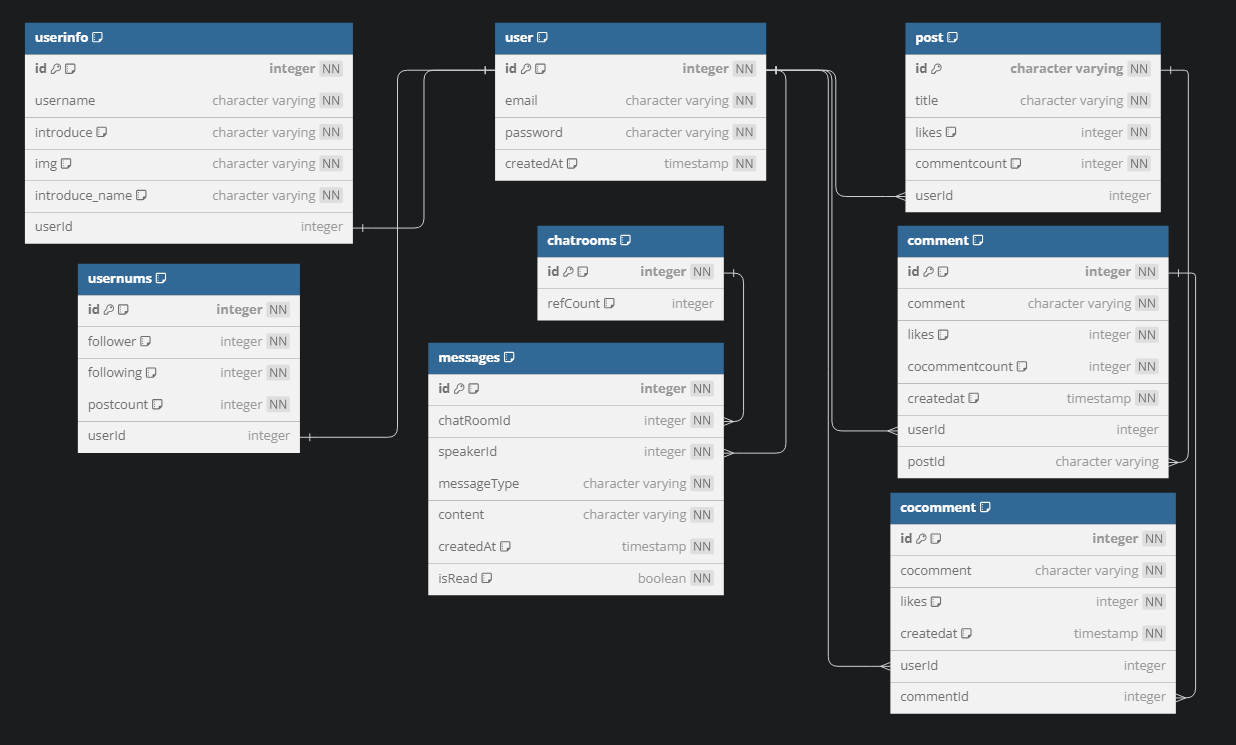 userinfo
id integer NN
username character varying NN
introduce character varying NN
img character varying NN
introduce_name character varying NN
userId integer
usernums
id integer NN
follower integer NN
following integer NN
postcount integer NN
userId integer
user
id integer NN
email character varying NN
password character varying NN
createdAt timestamp NN
chatrooms
id integer NN
refCount integer
messages
id integer NN
chatRoomId integer NN
speakerId integer NN
messageType character varying NN
content character varying NN
createdAt timestamp NN
isRead boolean NN
post
id character varying NN
title character varying NN
likes integer NN
commentcount integer NN
userId integer
comment
id integer NN
comment character varying NN
likes integer NN
cocommentcount integer NN
createdat timestamp NN
userId integer
postId character varying
cocomment
id integer NN
cocomment character varying NN
likes integer NN
createdat timestamp NN
userId integer
commentId integer